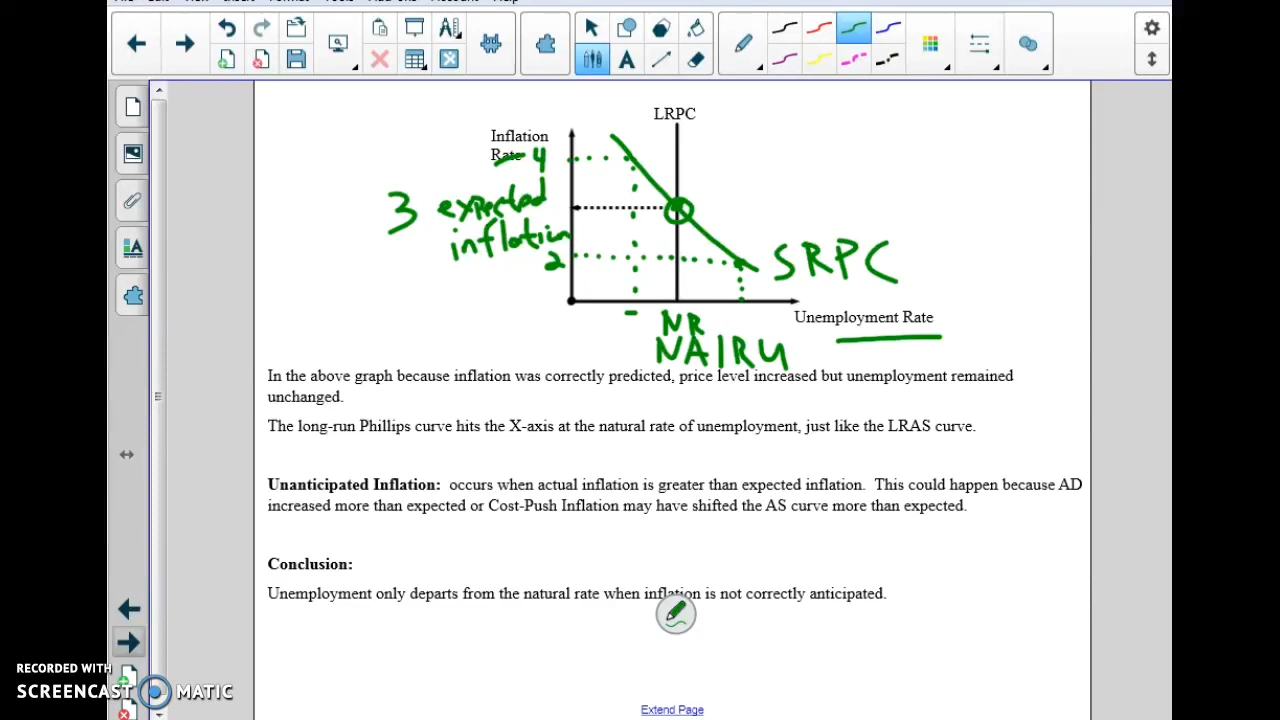 LRPC
Inflation
Rate
4
3 expected
inflation
2
SRPC
Unemployment Rate
NR
NAIRU
In the above graph because inflation was correctly predicted, price level increased but unemployment remained
unchanged.
The long-run Phillips curve hits the X-axis at the natural rate of unemployment, just like the LRAS curve.
Unanticipated Inflation: occurs when actual inflation is greater than expected inflation. This could happen because AD
increased more than expected or Cost-Push Inflation may have shifted the AS curve more than expected.
Conclusion:
Unemployment only departs from the natural rate when inflation is not correctly anticipated.
RECORDED WITH
SCREENCAST MATIC
Extend Page